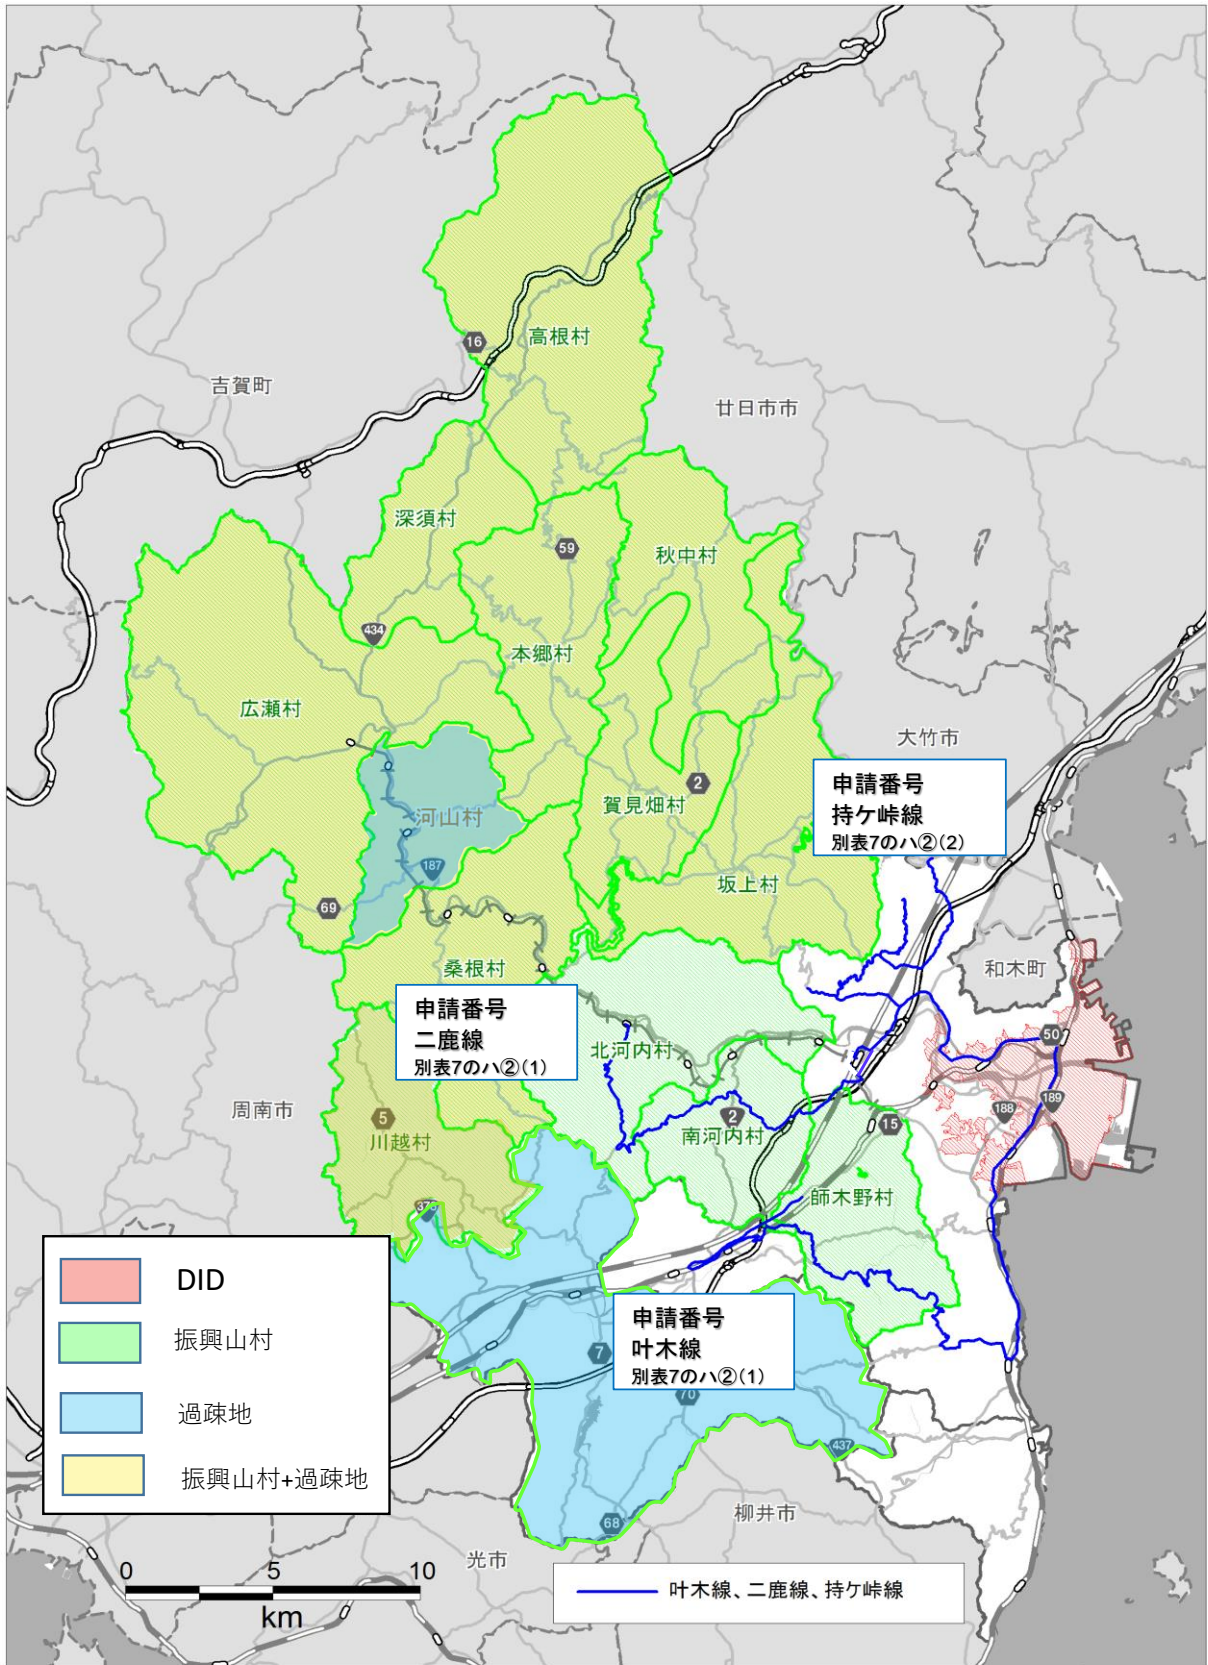 16
高根村
吉賀町
廿日市市
深須村
59
秋中村
434
本郷村
広瀬村
大竹市
申請番号
持ケ峠線
別表7のハ②(2)
2
賀見畑村
河山村
187
坂上村
69
桑根村
和木町
申請番号
二鹿線
別表7のハ②(1)
50
北河内村
周南市
5
川越村
2
南河内村
15
188
189
師木野村
DID
振興山村
過疎地
振興山村+過疎地
申請番号
叶木線
別表7のハ②(1)
7
70
437
68
柳井市
光市
0 5 10
km
叶木線、二鹿線、持ケ峠線